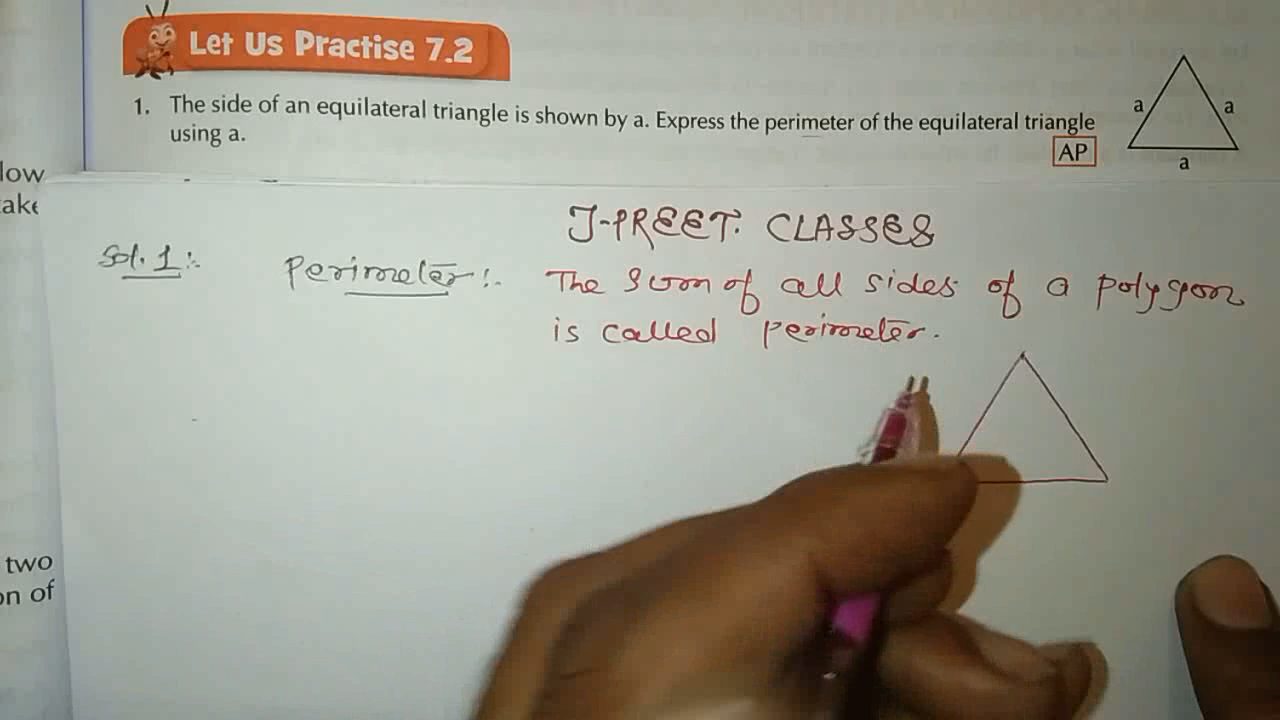 Let Us Practise 7.2
1. The side of an equilateral triangle is shown by a. Express the perimeter of the equilateral triangle
using a.
AP
a a
a
low
take
J-PREET. CLASSES
Sol. 1:-
Perimeter:-
The sum of all sides of a polygon
is called perimeter.
two
on of